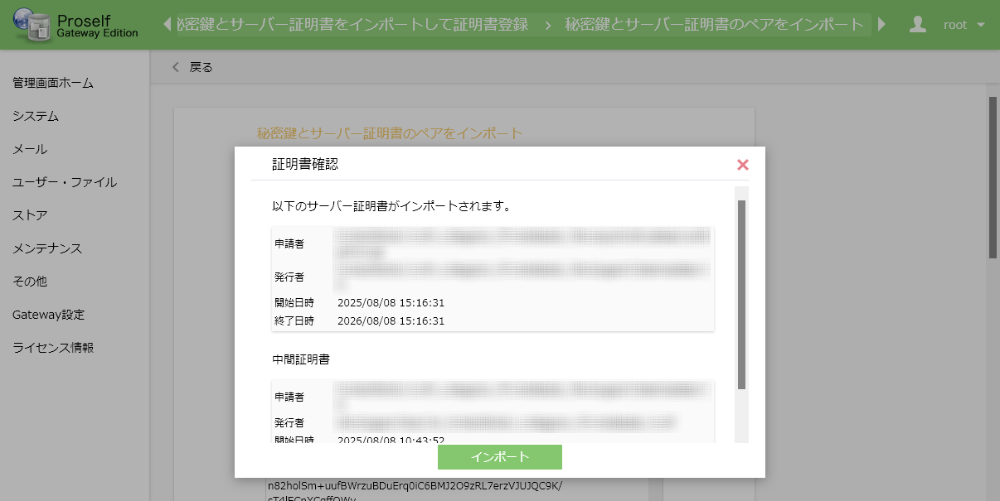 Proself
Gateway Edition
秘密鍵とサーバー証明書をインポートして証明書登録 › 秘密鍵とサーバー証明書のペアをインポート
root
戻る
管理画面ホーム
システム
メール
ユーザー・ファイル
ストア
メンテナンス
その他
Gateway設定
ライセンス情報
秘密鍵とサーバー証明書のペアをインポート
証明書確認
以下のサーバー証明書がインポートされます。
申請者
発行者
開始日時 2025/08/08 15:16:31
終了日時 2026/08/08 15:16:31
中間証明書
申請者
発行者
開始日時 2025/08/08 10:43:52
インポート